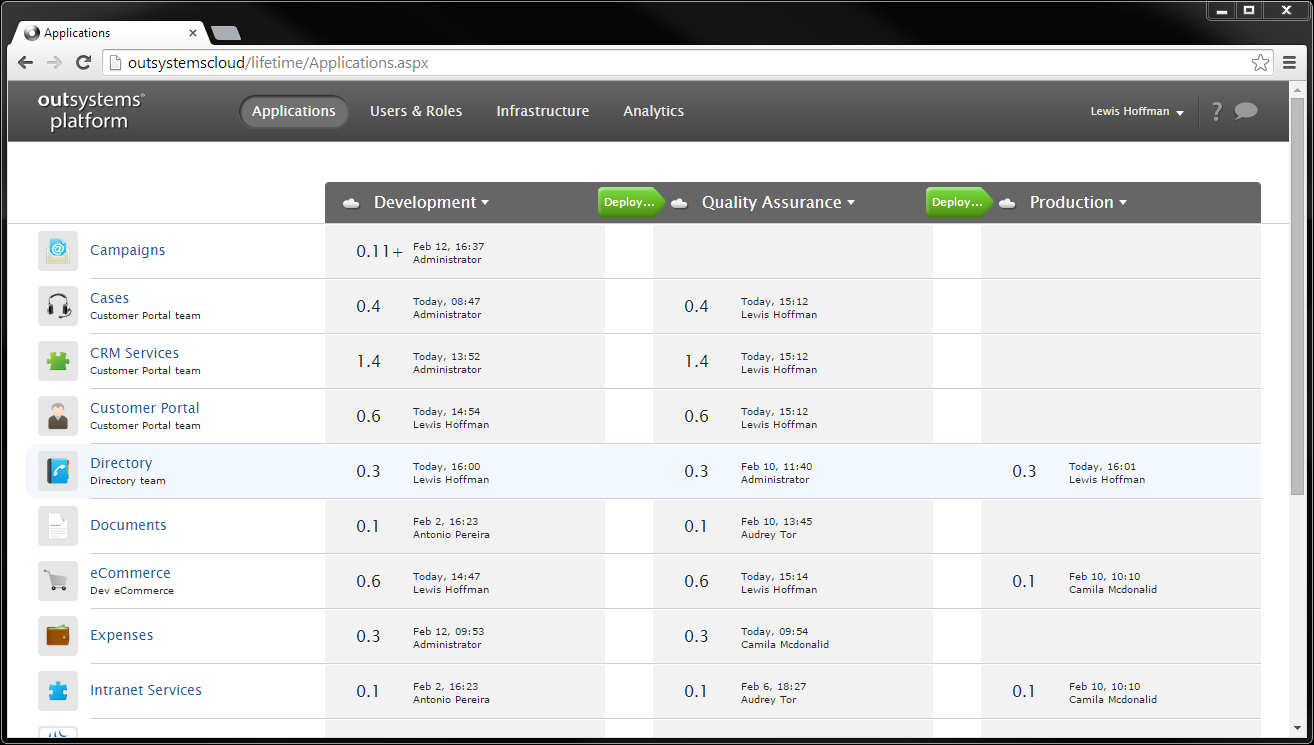 Applications
outsystemscloud/lifetime/Applications.aspx
outsystems®
platform
Applications Users & Roles Infrastructure Analytics Lewis Hoffman ?
Development Deploy... Quality Assurance Deploy... Production
Campaigns 0.11+ Feb 12, 16:37
Administrator
Cases 0.4 Today, 08:47 0.4 Today, 15:12
Customer Portal team Administrator Lewis Hoffman
CRM Services 1.4 Today, 13:52 1.4 Today, 15:12
Customer Portal team Administrator Lewis Hoffman
Customer Portal 0.6 Today, 14:54 0.6 Today, 15:12
Customer Portal team Lewis Hoffman Lewis Hoffman
Directory 0.3 Today, 16:00 0.3 Feb 10, 11:40 0.3 Today, 16:01
Directory team Lewis Hoffman Administrator Lewis Hoffman
Documents 0.1 Feb 2, 16:23 0.1 Feb 10, 13:45
Antonio Pereira Audrey Tor
eCommerce 0.6 Today, 14:47 0.6 Today, 15:14 0.1 Feb 10, 10:10
Dev eCommerce Lewis Hoffman Lewis Hoffman Camila Mcdonalid
Expenses 0.3 Feb 12, 09:53 0.3 Today, 09:54
Administrator Camila Mcdonalid
Intranet Services 0.1 Feb 2, 16:23 0.1 Feb 6, 18:27 0.1 Feb 10, 10:10
Antonio Pereira Audrey Tor Camila Mcdonalid